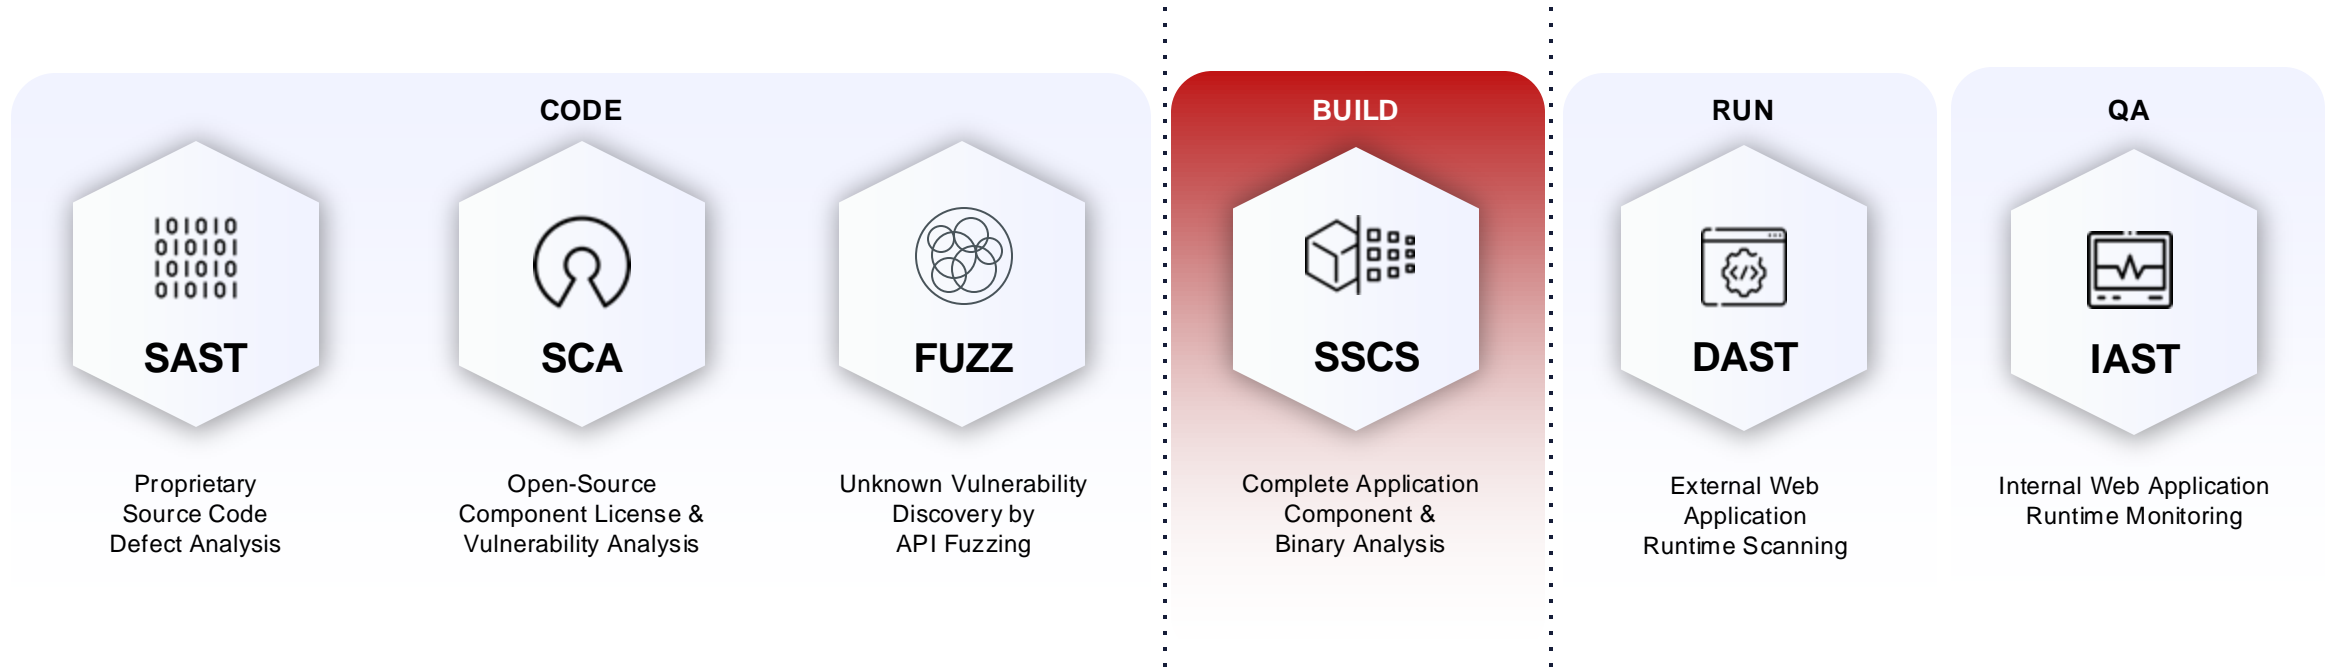 CODE
101010
010101
101010
010101
SAST
Proprietary
Source Code
Defect Analysis
SCA
Open-Source
Component License &
Vulnerability Analysis
FUZZ
Unknown Vulnerability
Discovery by
API Fuzzing
BUILD
SSCS
Complete Application
Component &
Binary Analysis
RUN
</>
DAST
External Web
Application
Runtime Scanning
QA
IAST
Internal Web Application
Runtime Monitoring